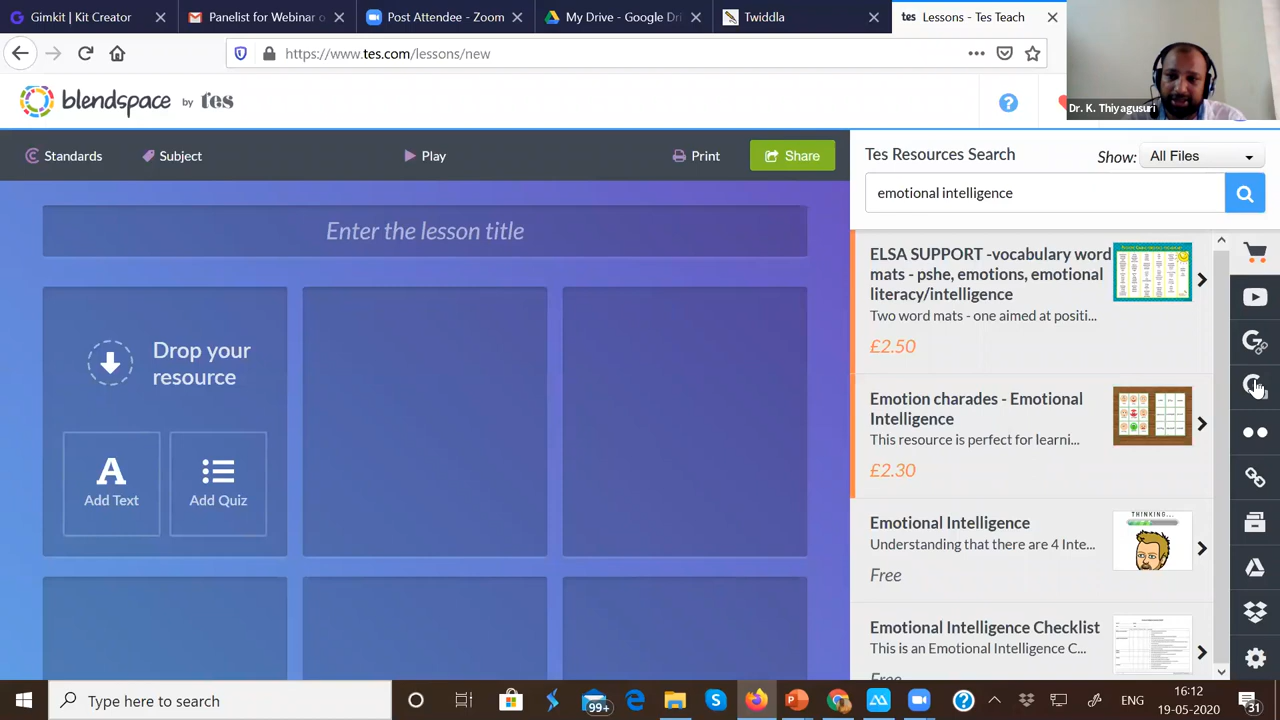 Gimkit | Kit Creator
Panelist for Webinar o
Post Attendee - Zoom
My Drive - Google Dri
Twiddla
tes Lessons - Tes Teach
https://www.tes.com/lessons/new
Dr. K. Thiyagusuri
blendspace by tes
Standards
Subject
Play
Print
Share
Tes Resources Search
Show: All Files
emotional intelligence
Enter the lesson title
Drop your
resource
Add Text
Add Quiz
ELSA SUPPORT -vocabulary word
mats - pshe, emotions, emotional
literacy/intelligence
Two word mats - one aimed at positi...
£2.50
Emotion charades - Emotional
Intelligence
This resource is perfect for learni...
£2.30
Emotional Intelligence
Understanding that there are 4 Inte...
Free
THINKING...
Emotional Intelligence Checklist
This is an Emotional Intelligence C...
Free
Type here to search
99+
ENG
16:12
19-05-2020
31